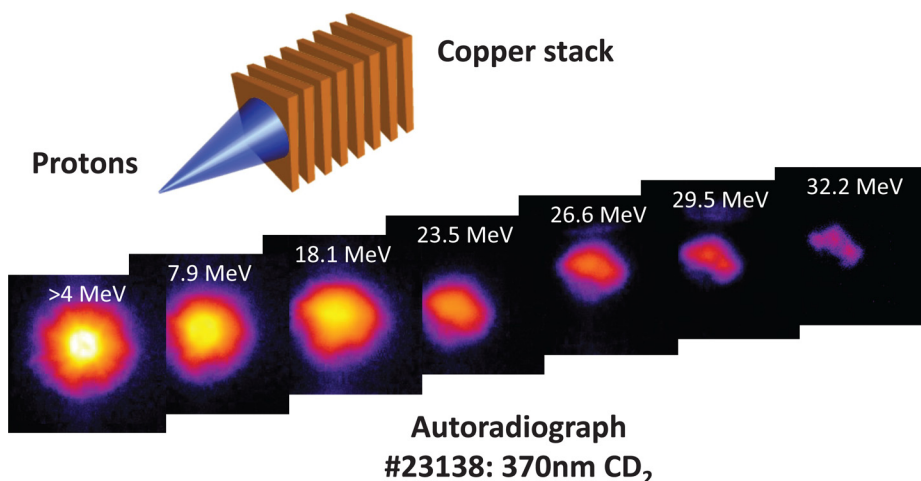 Copper stack
Protons
>4 MeV
7.9 MeV
18.1 MeV
23.5 MeV
26.6 MeV
29.5 MeV
32.2 MeV
Autoradiograph
#23138: 370nm CD₂